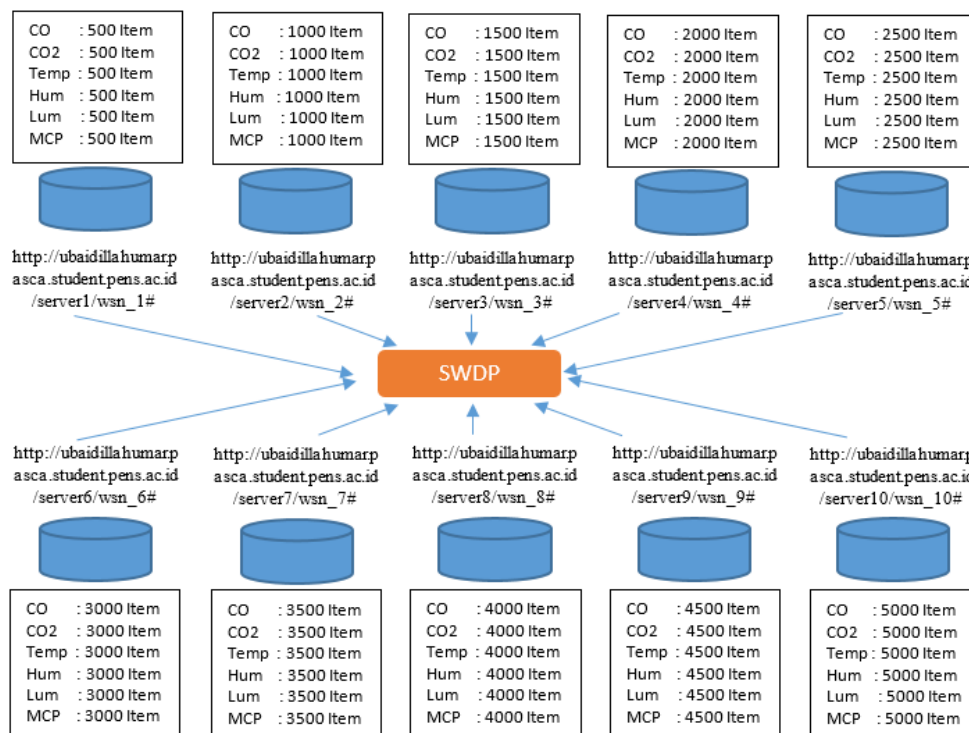 CO : 500 Item
CO2 : 500 Item
Temp : 500 Item
Hum : 500 Item
Lum : 500 Item
MCP : 500 Item
CO : 1000 Item
CO2 : 1000 Item
Temp : 1000 Item
Hum : 1000 Item
Lum : 1000 Item
MCP : 1000 Item
CO : 1500 Item
CO2 : 1500 Item
Temp : 1500 Item
Hum : 1500 Item
Lum : 1500 Item
MCP : 1500 Item
CO : 2000 Item
CO2 : 2000 Item
Temp : 2000 Item
Hum : 2000 Item
Lum : 2000 Item
MCP : 2000 Item
CO : 2500 Item
CO2 : 2500 Item
Temp : 2500 Item
Hum : 2500 Item
Lum : 2500 Item
MCP : 2500 Item
http://ubaidillahumar.p
asca.student.pens.ac.id
/server1/wsn_1#
http://ubaidillahumar.p
asca.student.pens.ac.id
/server2/wsn_2#
http://ubaidillahumar.p
asca.student.pens.ac.id
/server3/wsn_3#
http://ubaidillahumar.p
asca.student.pens.ac.id
/server4/wsn_4#
http://ubaidillahumar.p
asca.student.pens.ac.id
/server5/wsn_5#
SWDP
http://ubaidillahumar.p
asca.student.pens.ac.id
/server6/wsn_6#
http://ubaidillahumar.p
asca.student.pens.ac.id
/server7/wsn_7#
http://ubaidillahumar.p
asca.student.pens.ac.id
/server8/wsn_8#
http://ubaidillahumar.p
asca.student.pens.ac.id
/server9/wsn_9#
http://ubaidillahumar.p
asca.student.pens.ac.id
/server10/wsn_10#
CO : 3000 Item
CO2 : 3000 Item
Temp : 3000 Item
Hum : 3000 Item
Lum : 3000 Item
MCP : 3000 Item
CO : 3500 Item
CO2 : 3500 Item
Temp : 3500 Item
Hum : 3500 Item
Lum : 3500 Item
MCP : 3500 Item
CO : 4000 Item
CO2 : 4000 Item
Temp : 4000 Item
Hum : 4000 Item
Lum : 4000 Item
MCP : 4000 Item
CO : 4500 Item
CO2 : 4500 Item
Temp : 4500 Item
Hum : 4500 Item
Lum : 4500 Item
MCP : 4500 Item
CO : 5000 Item
CO2 : 5000 Item
Temp : 5000 Item
Hum : 5000 Item
Lum : 5000 Item
MCP : 5000 Item